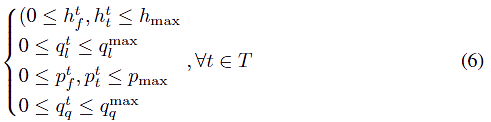 (0 ≤ h_f^t, h_t^t ≤ h_max
0 ≤ q_l^t ≤ q_l^max
0 ≤ p_f^t, p_t^t ≤ p_max
0 ≤ q_q^t ≤ q_q^max
, ∀t ∈ T (6)